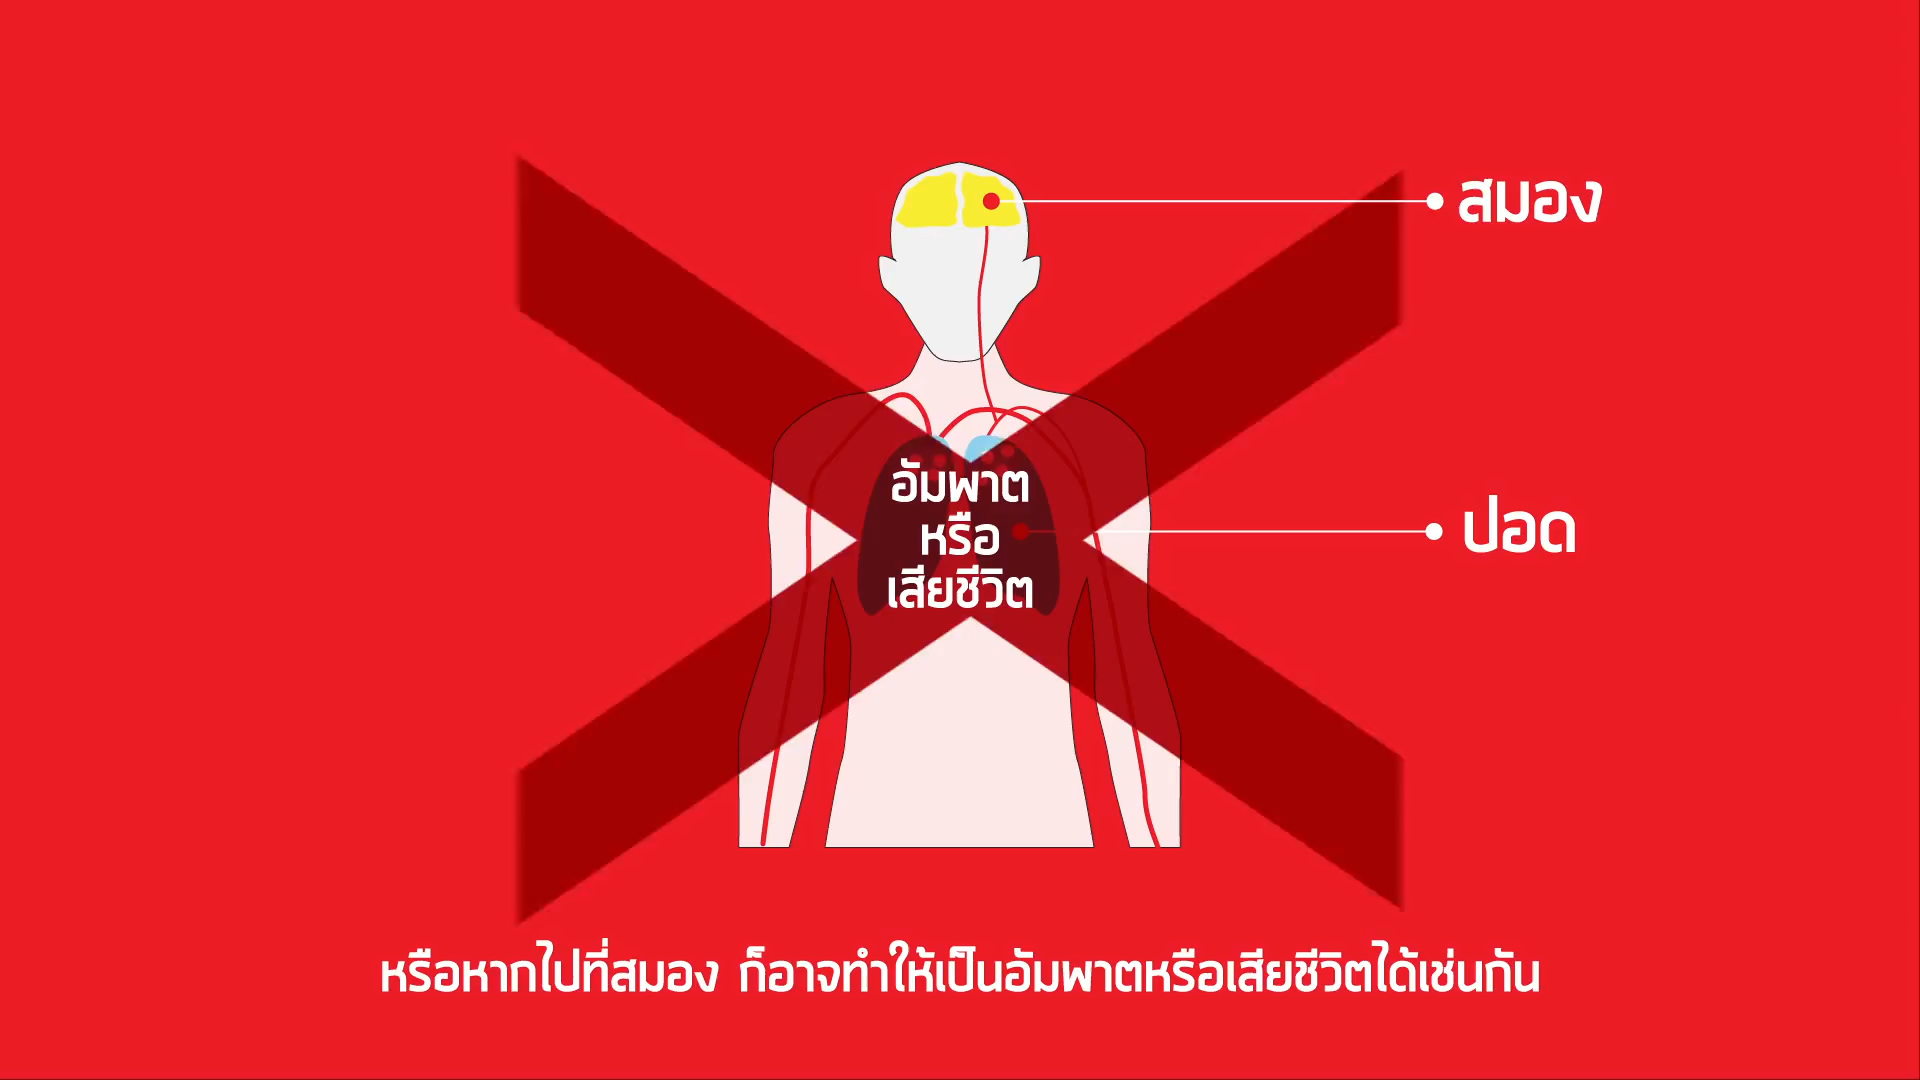 สมอง
อัมพาต
หรือ
เสียชีวิต
ปอด
หรือหากไปที่สมอง ก็อาจทำให้เป็นอัมพาตหรือเสียชีวิตได้เช่นกัน